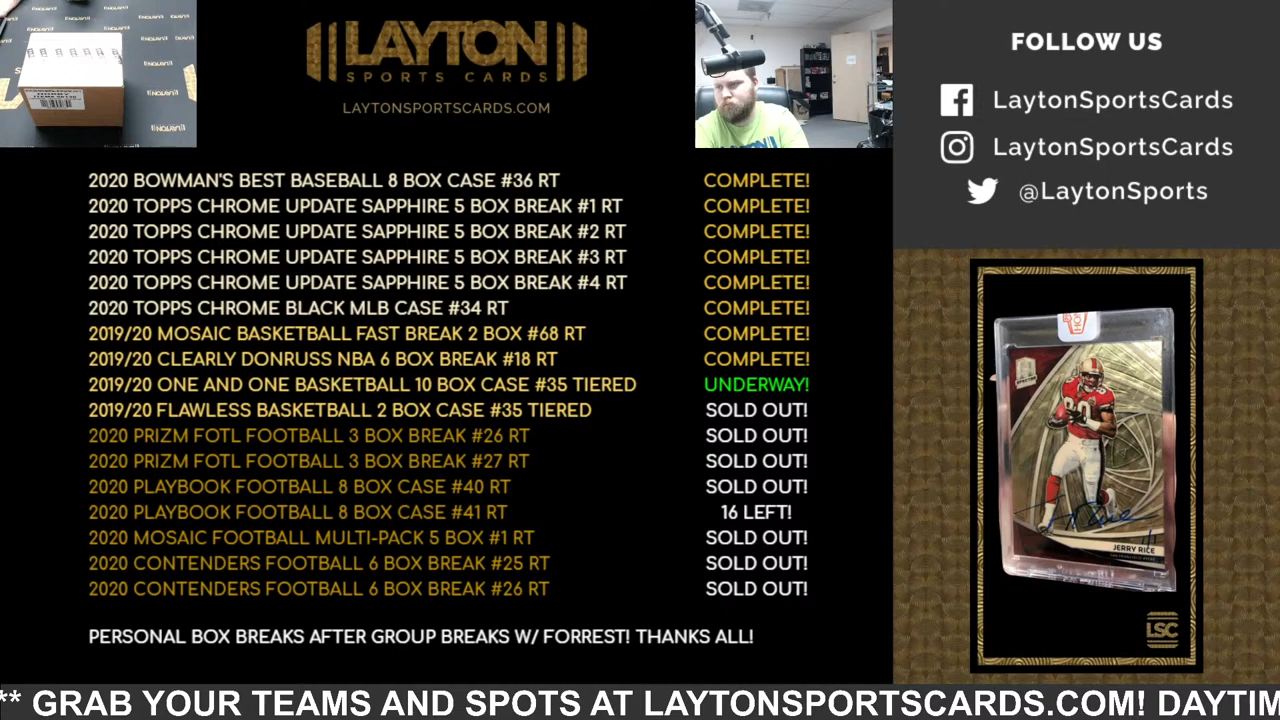 LAYTON
SPORTS CARDS
LAYTONSPORTSCARDS.COM
FOLLOW US
LaytonSportsCards
LaytonSportsCards
@LaytonSports
2020 BOWMAN'S BEST BASEBALL 8 BOX CASE #36 RT COMPLETE!
2020 TOPPS CHROME UPDATE SAPPHIRE 5 BOX BREAK #1 RT COMPLETE!
2020 TOPPS CHROME UPDATE SAPPHIRE 5 BOX BREAK #2 RT COMPLETE!
2020 TOPPS CHROME UPDATE SAPPHIRE 5 BOX BREAK #3 RT COMPLETE!
2020 TOPPS CHROME UPDATE SAPPHIRE 5 BOX BREAK #4 RT COMPLETE!
2020 TOPPS CHROME BLACK MLB CASE #34 RT COMPLETE!
2019/20 MOSAIC BASKETBALL FAST BREAK 2 BOX #68 RT COMPLETE!
2019/20 CLEARLY DONRUSS NBA 6 BOX BREAK #18 RT COMPLETE!
2019/20 ONE AND ONE BASKETBALL 10 BOX CASE #35 TIERED UNDERWAY!
2019/20 FLAWLESS BASKETBALL 2 BOX CASE #35 TIERED SOLD OUT!
2020 PRIZM FOTL FOOTBALL 3 BOX BREAK #26 RT SOLD OUT!
2020 PRIZM FOTL FOOTBALL 3 BOX BREAK #27 RT SOLD OUT!
2020 PLAYBOOK FOOTBALL 8 BOX CASE #40 RT SOLD OUT!
2020 PLAYBOOK FOOTBALL 8 BOX CASE #41 RT 16 LEFT!
2020 MOSAIC FOOTBALL MULTI-PACK 5 BOX #1 RT SOLD OUT!
2020 CONTENDERS FOOTBALL 6 BOX BREAK #25 RT SOLD OUT!
2020 CONTENDERS FOOTBALL 6 BOX BREAK #26 RT SOLD OUT!
PERSONAL BOX BREAKS AFTER GROUP BREAKS W/ FORREST! THANKS ALL!
JERRY RICE
LSC
** GRAB YOUR TEAMS AND SPOTS AT LAYTONSPORTSCARDS.COM! DAYTIM